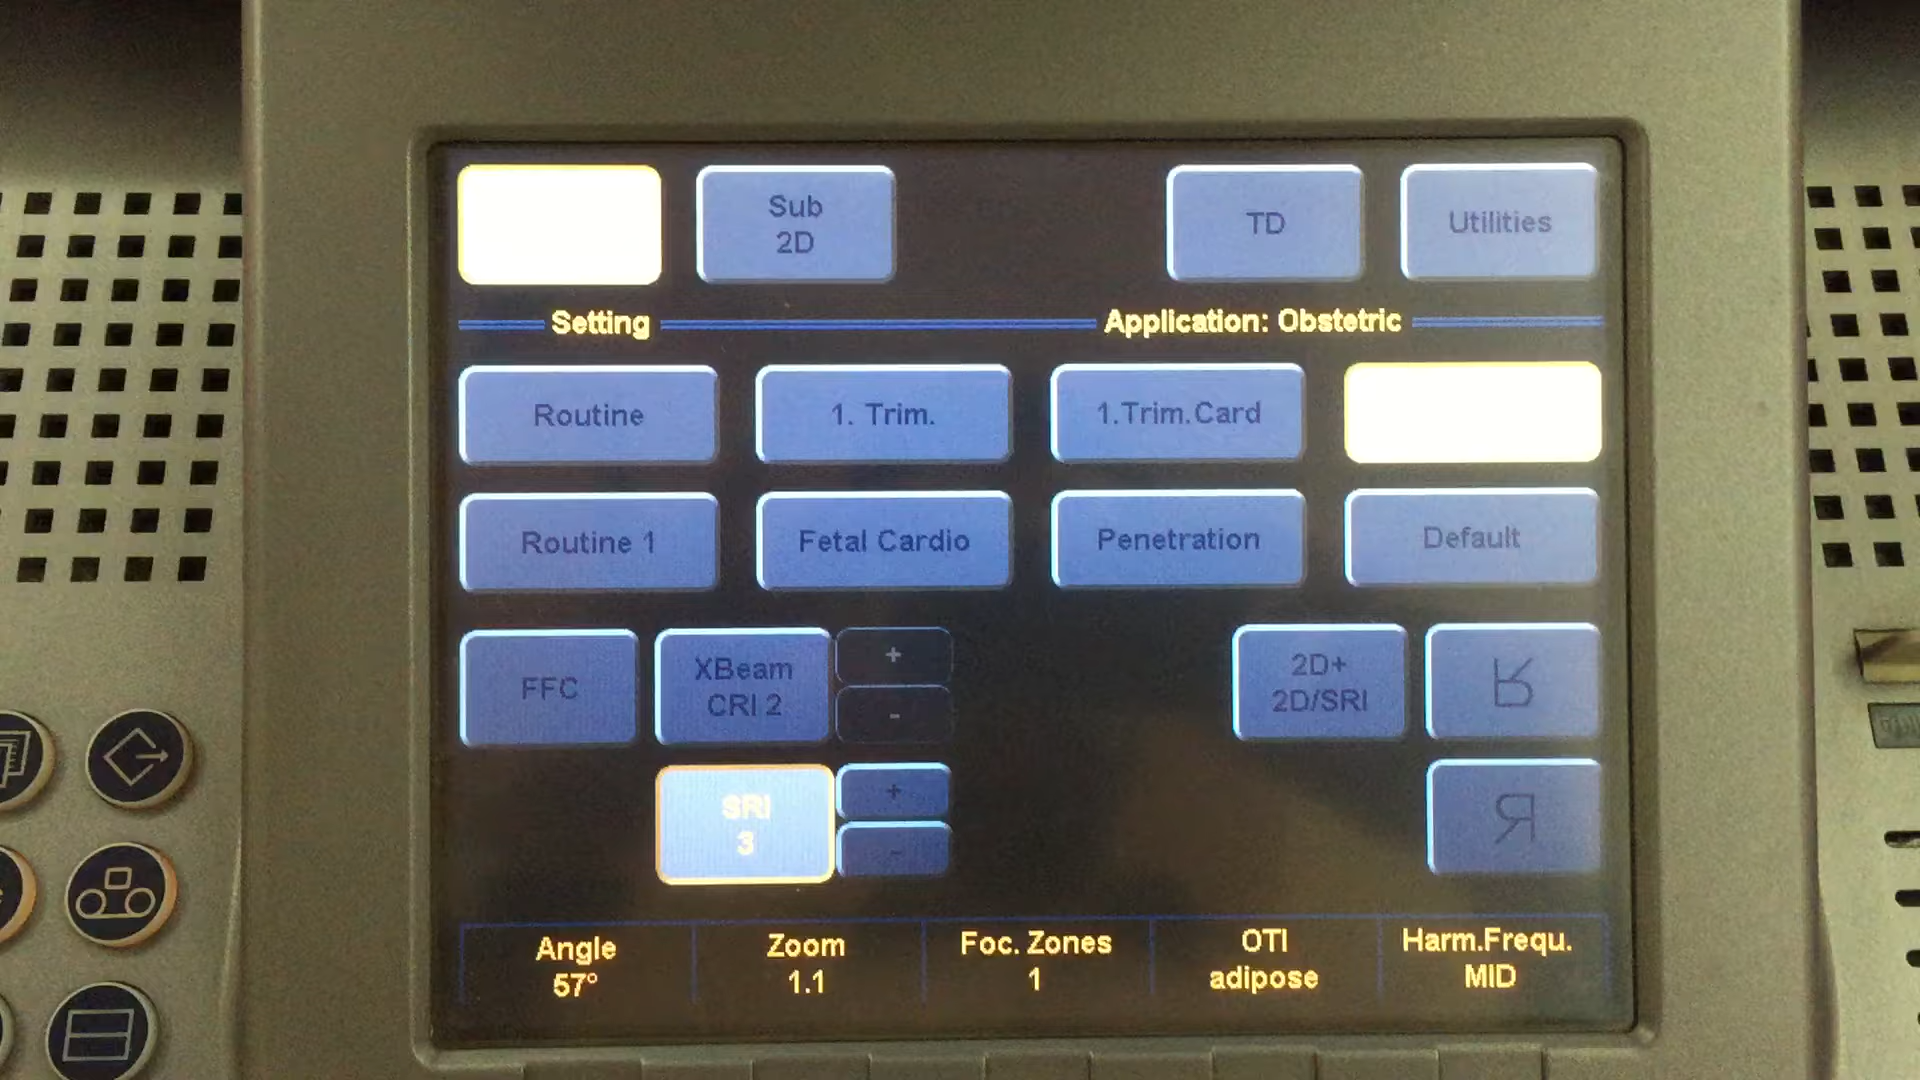 Sub
2D
TD
Utilities
Setting
Application: Obstetric
Routine
1. Trim.
1.Trim.Card
Routine 1
Fetal Cardio
Penetration
Default
FFC
XBeam
CRI 2
+
-
2D+
2D/SRI
R
SRI
3
+
-
R
Angle
57°
Zoom
1.1
Foc. Zones
1
OTI
adipose
Harm.Frequ.
MID